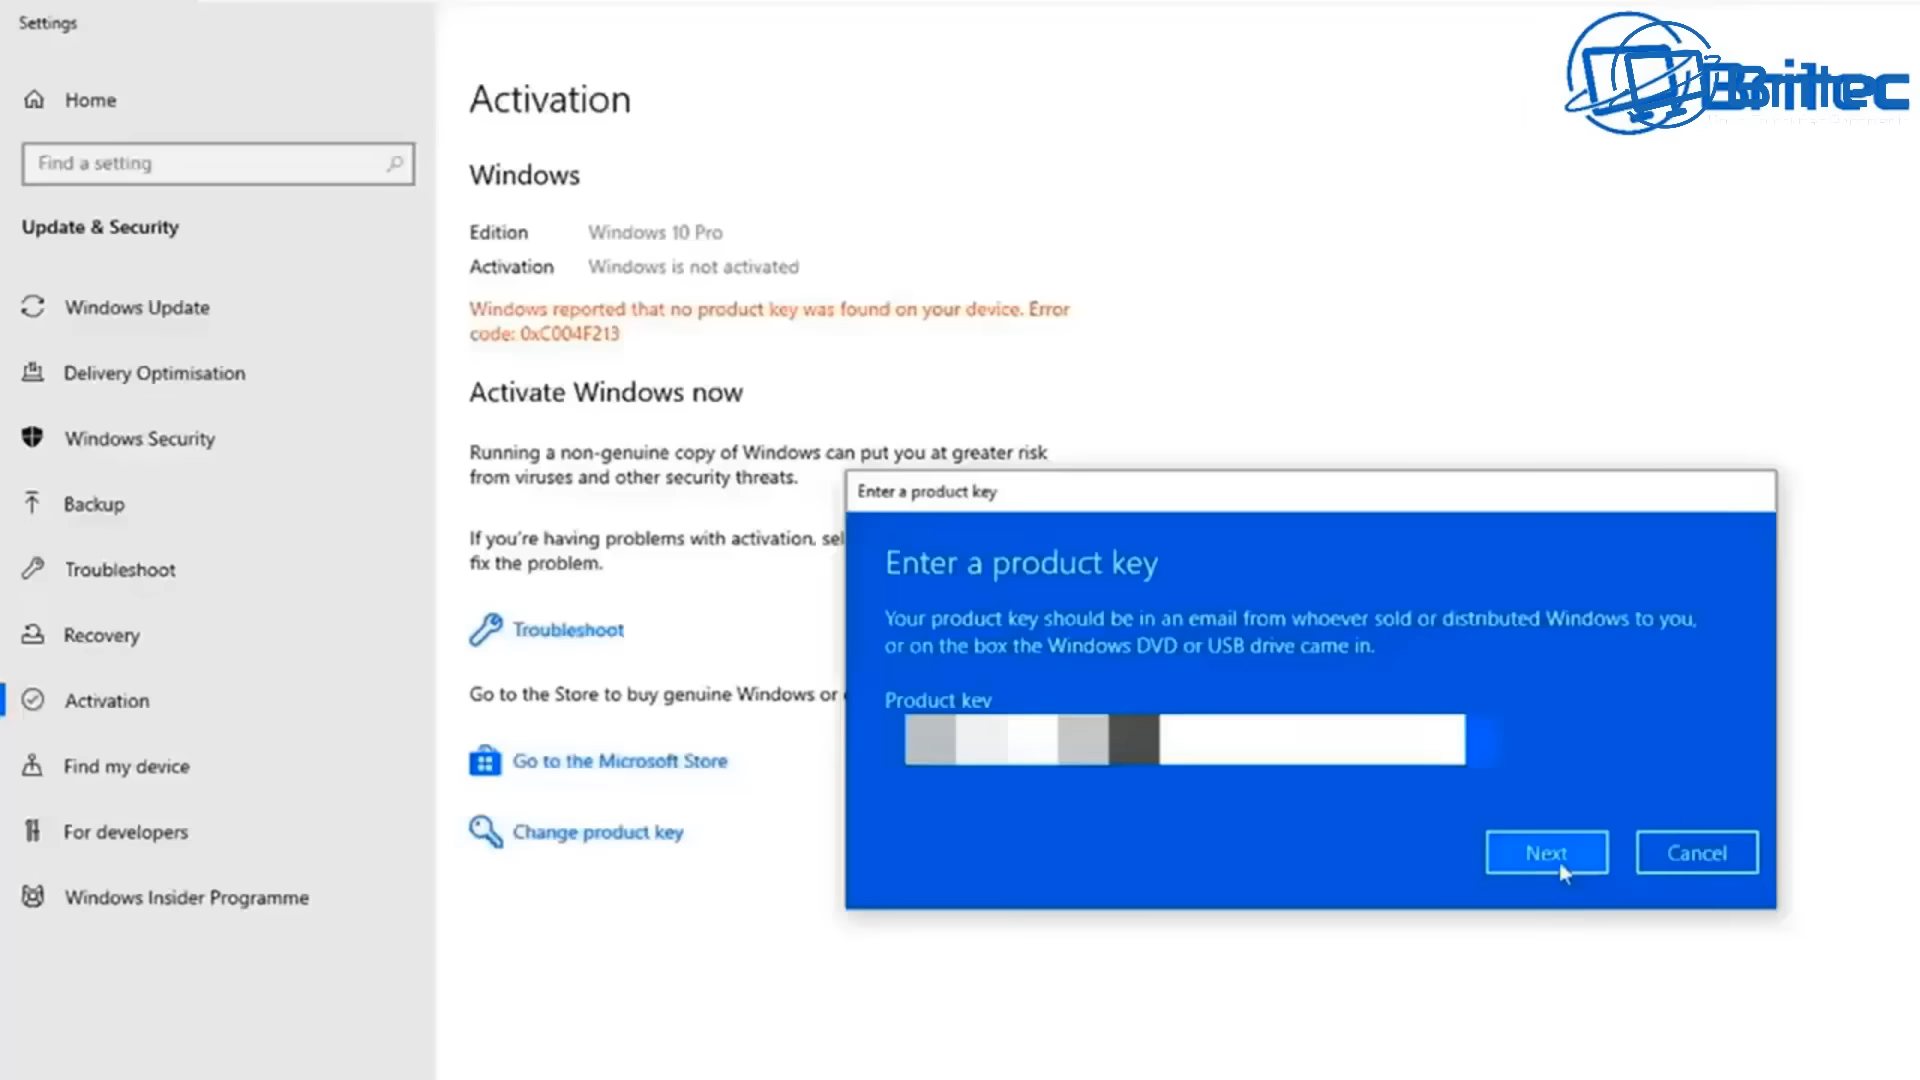 Settings
Home
Find a setting
Update & Security
Windows Update
Delivery Optimisation
Windows Security
Backup
Troubleshoot
Recovery
Activation
Find my device
For developers
Windows Insider Programme
Activation
Windows
Edition Windows 10 Pro
Activation Windows is not activated
Windows reported that no product key was found on your device. Error
code: 0xC004F213
Activate Windows now
Running a non-genuine copy of Windows can put you at greater risk
from viruses and other security threats.
If you're having problems with activation, sel
fix the problem.
Troubleshoot
Go to the Store to buy genuine Windows or
Go to the Microsoft Store
Change product key
Enter a product key
Enter a product key
Your product key should be in an email from whoever sold or distributed Windows to you,
or on the box the Windows DVD or USB drive came in.
Product key
Next
Cancel